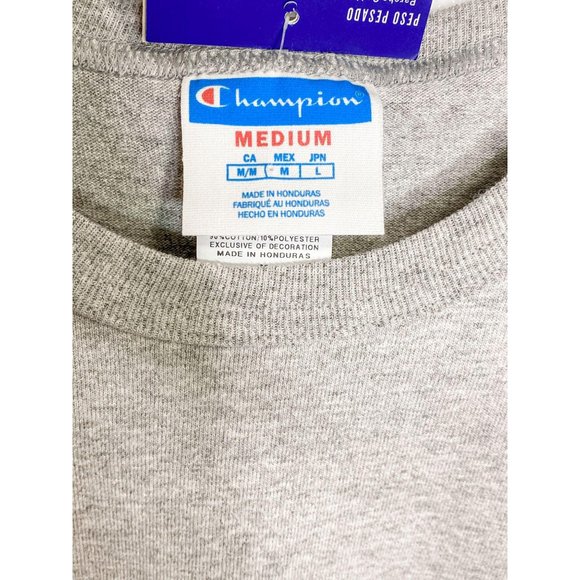 PESO PESADO
Champion
MEDIUM
CA MEX JPN
M/M M L
MADE IN HONDURAS
FABRIQUÉ AU HONDURAS
HECHO EN HONDURAS
90%COTTON/10%POLYESTER
EXCLUSIVE OF DECORATION
MADE IN HONDURAS